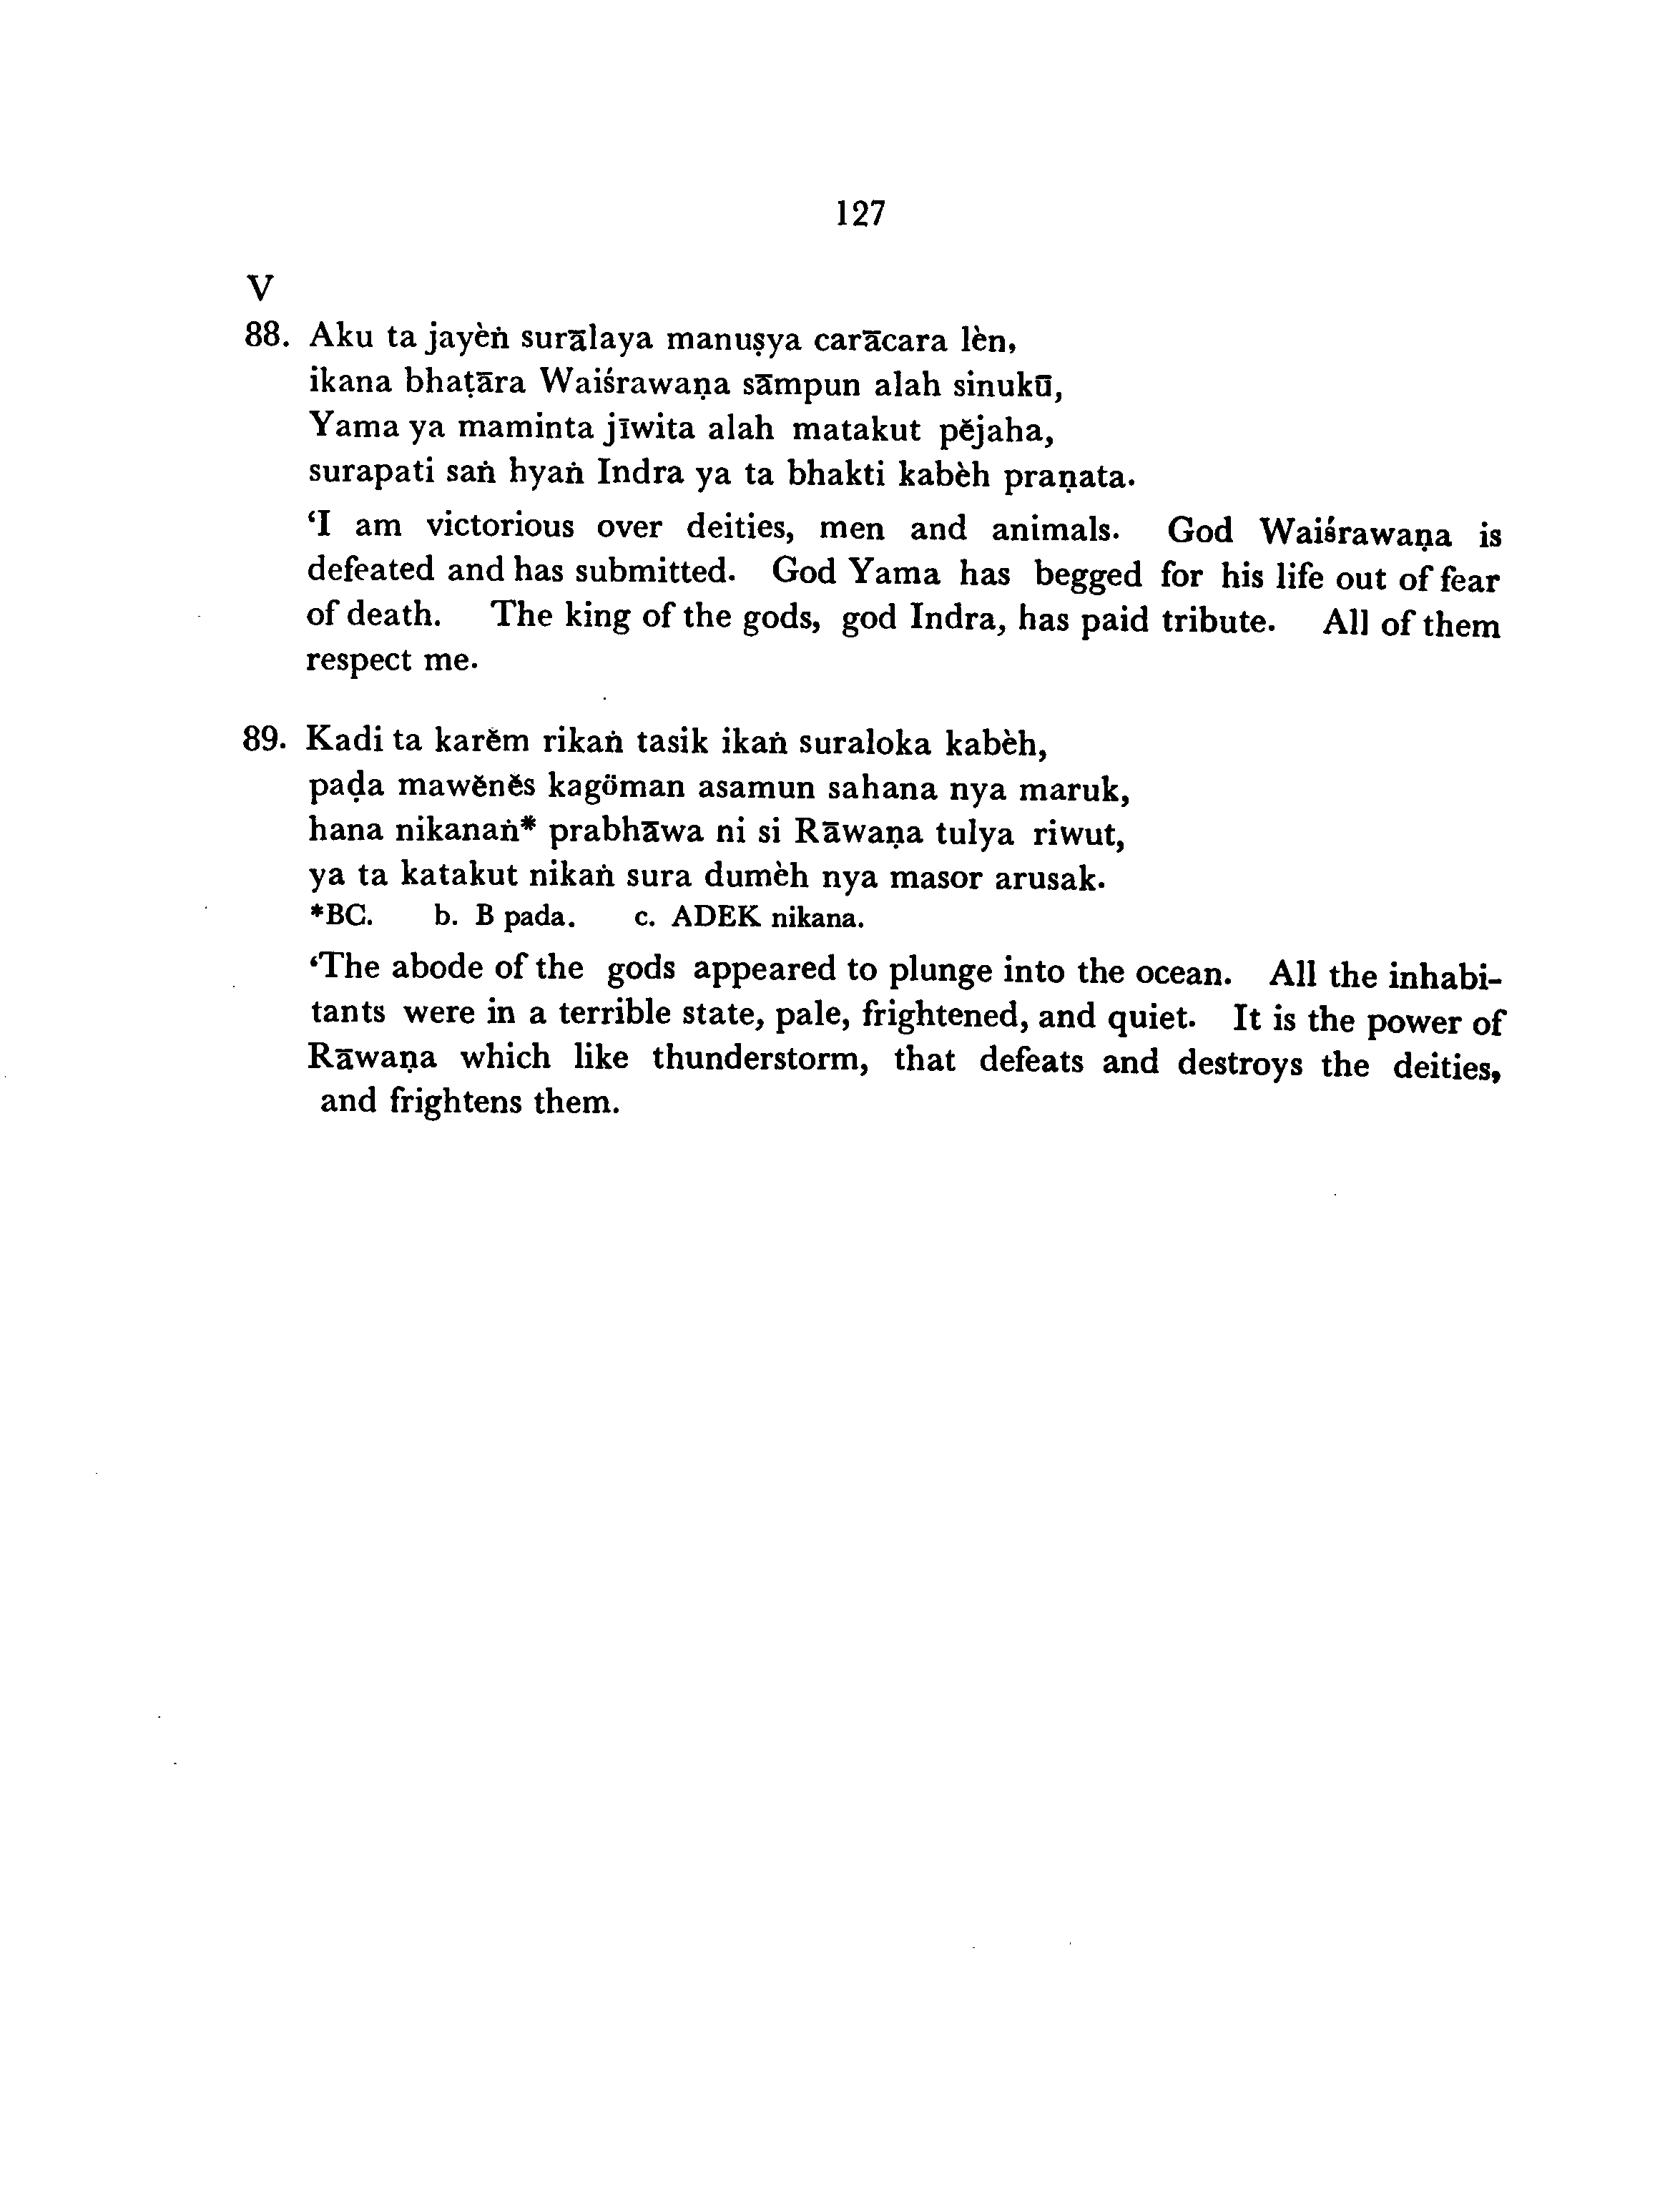 127
V
88. Aku ta jayèṅ surālaya manuṣya carācara lèn,
ikana bhaṭāra Waiśrawaṇa sāmpun alah sinukū,
Yama ya maminta jīwita alah matakut pĕjaha,
surapati saṅ hyaṅ Indra ya ta bhakti kabèh praṇata.
‘I am victorious over deities, men and animals. God Waiśrawaṇa is
defeated and has submitted. God Yama has begged for his life out of fear
of death. The king of the gods, god Indra, has paid tribute. All of them
respect me.
89. Kadi ta karĕm rikaṅ tasik ikaṅ suraloka kabèh,
paḍa mawĕnĕs kagöman asamun sahana nya maruk,
hana nikanaṅ* prabhāwa ni si Rāwaṇa tulya riwut,
ya ta katakut nikaṅ sura dumèh nya masor arusak.
*BC. b. B pada. c. ADEK nikana.
‘The abode of the gods appeared to plunge into the ocean. All the inhabi-
tants were in a terrible state, pale, frightened, and quiet. It is the power of
Rāwaṇa which like thunderstorm, that defeats and destroys the deities,
and frightens them.